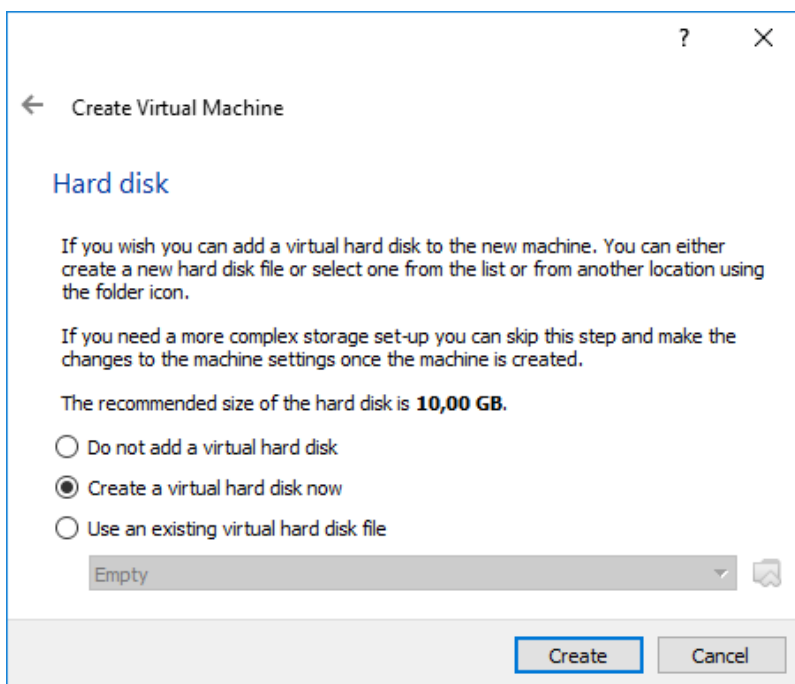 ?
Create Virtual Machine
Hard disk
If you wish you can add a virtual hard disk to the new machine. You can either
create a new hard disk file or select one from the list or from another location using
the folder icon.
If you need a more complex storage set-up you can skip this step and make the
changes to the machine settings once the machine is created.
The recommended size of the hard disk is 10,00 GB.
Do not add a virtual hard disk
Create a virtual hard disk now
Use an existing virtual hard disk file
Empty
Create Cancel